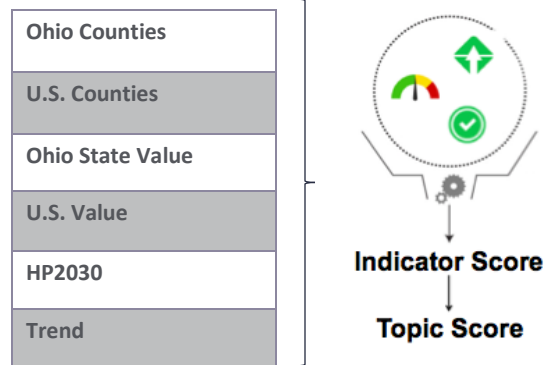 Ohio Counties
U.S. Counties
Ohio State Value
U.S. Value
HP2030
Trend
Indicator Score
Topic Score